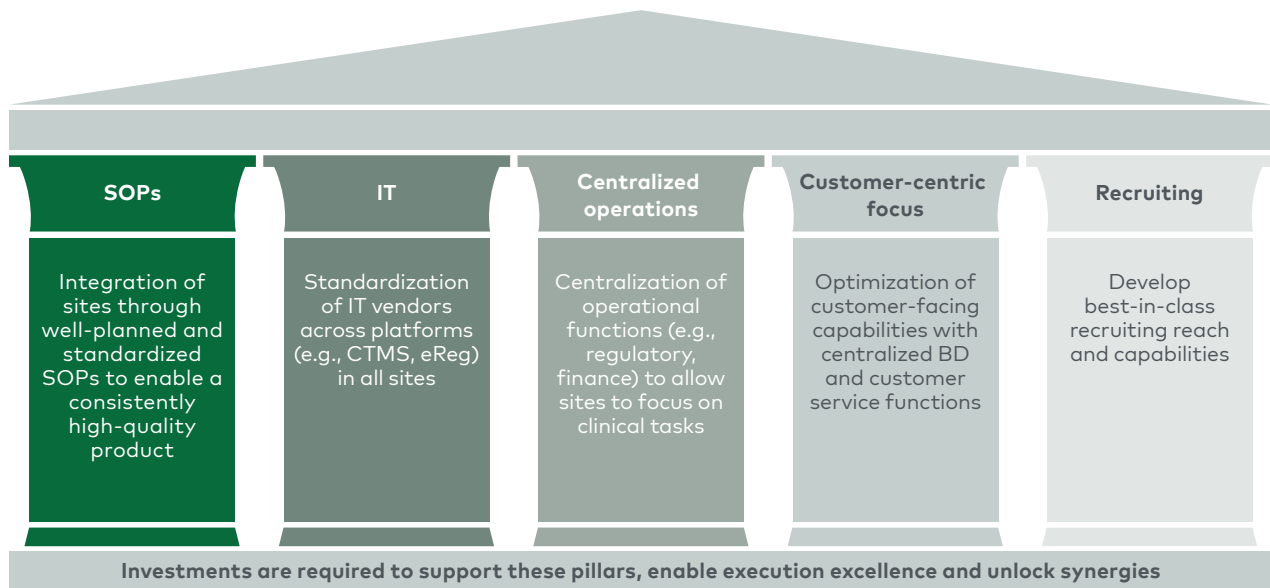 SOPs
Integration of
sites through
well-planned and
standardized
SOPs to enable a
consistently
high-quality
product
IT
Standardization
of IT vendors
across platforms
(e.g., CTMS, eReg)
in all sites
Centralized
operations
Centralization of
operational
functions (e.g.,
regulatory,
finance) to allow
sites to focus on
clinical tasks
Customer-centric
focus
Optimization of
customer-facing
capabilities with
centralized BD
and customer
service functions
Recruiting
Develop
best-in-class
recruiting reach
and capabilities
Investments are required to support these pillars, enable execution excellence and unlock synergies